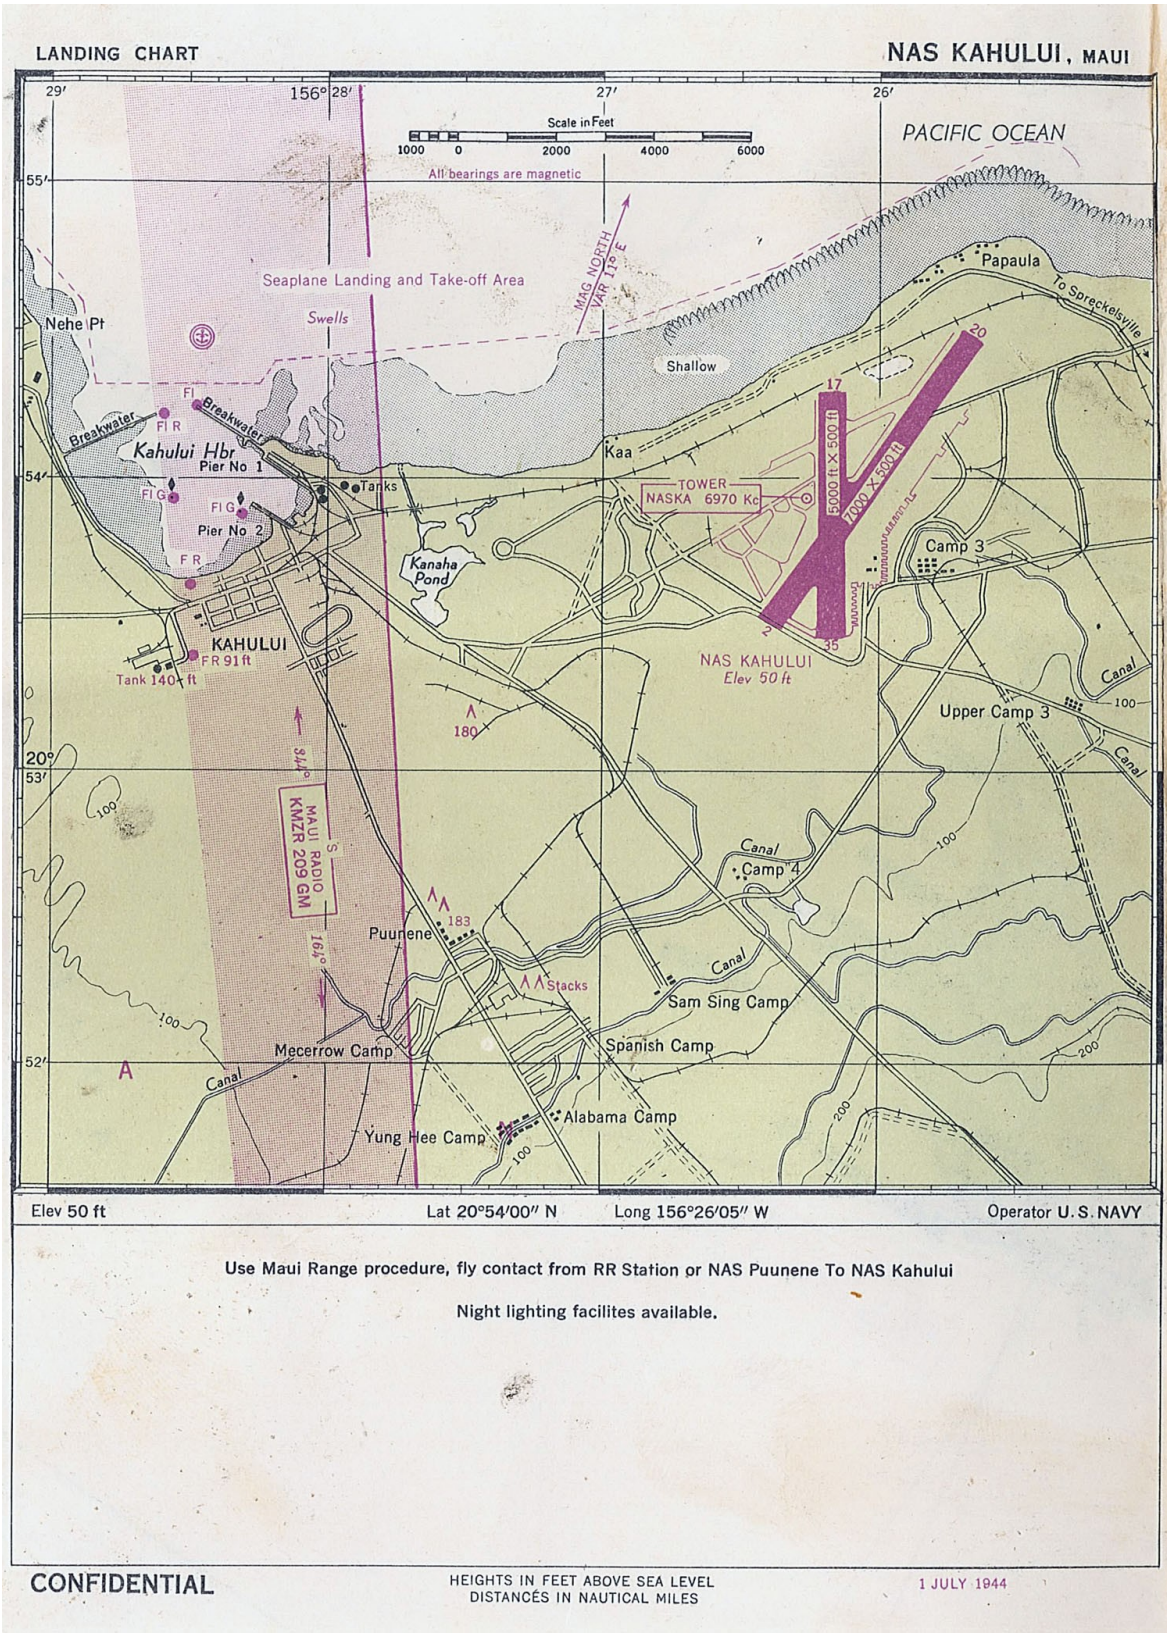 LANDING CHART
NAS KAHULUI, MAUI
29'
156° 28'
27'
26'
Scale in Feet
1000 0 2000 4000 6000
All bearings are magnetic
PACIFIC OCEAN
55'
MAG NORTH
VAR 11° E
Papaula
To Spreckelsville
Seaplane Landing and Take-off Area
Swells
Nehe Pt
Shallow
20
17
Fl
Breakwater
Breakwater
Fl R
Kahului Hbr
Pier No 1
Kaa
5000 ft X 500 ft
7000 X 500 ft
54'
Tanks
TOWER
NASKA 6970 Kc
Fl G
Fl G
Pier No 2
Camp 3
F R
Kanaha
Pond
2
35
KAHULUI
F R 91 ft
NAS KAHULUI
Elev 50 ft
Tank 140 ft
Canal
100
180
Upper Camp 3
Canal
344°
20°
53'
100
MAUI RADIO
KMZR 209 GM
S
100
Canal
Camp 4
183
Puunene
164°
Canal
Stacks
Sam Sing Camp
100
Mecerrow Camp
Spanish Camp
200
52'
A
Canal
200
Alabama Camp
Yung Hee Camp
100
Elev 50 ft
Lat 20°54'00" N
Long 156°26'05" W
Operator U.S. NAVY
Use Maui Range procedure, fly contact from RR Station or NAS Puunene To NAS Kahului
Night lighting facilites available.
CONFIDENTIAL
HEIGHTS IN FEET ABOVE SEA LEVEL
DISTANCES IN NAUTICAL MILES
1 JULY 1944